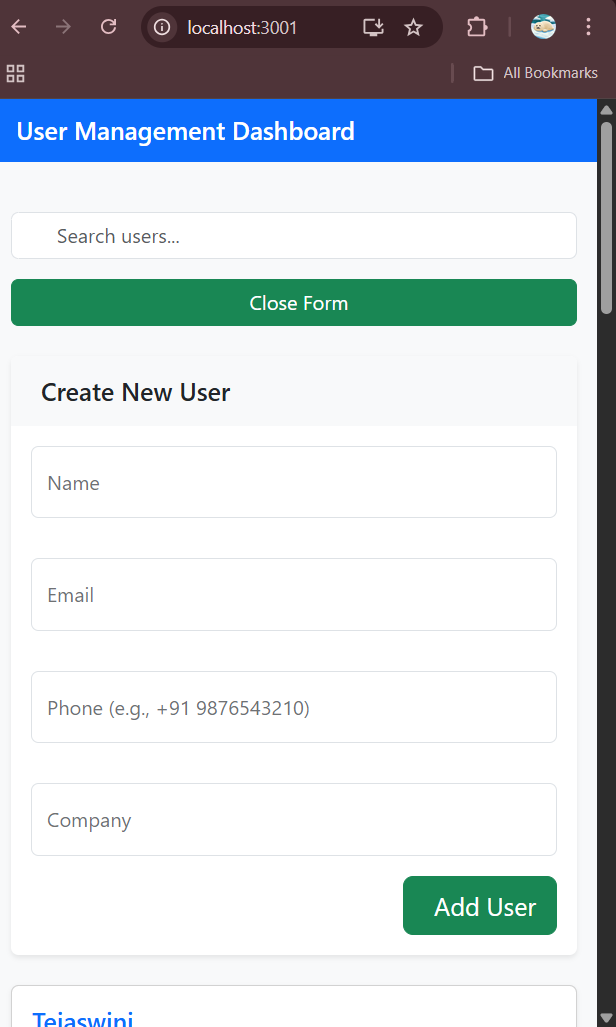 localhost:3001
All Bookmarks
User Management Dashboard
Search users...
Close Form
Create New User
Name
Email
Phone (e.g., +91 9876543210)
Company
Add User
Tejaswini